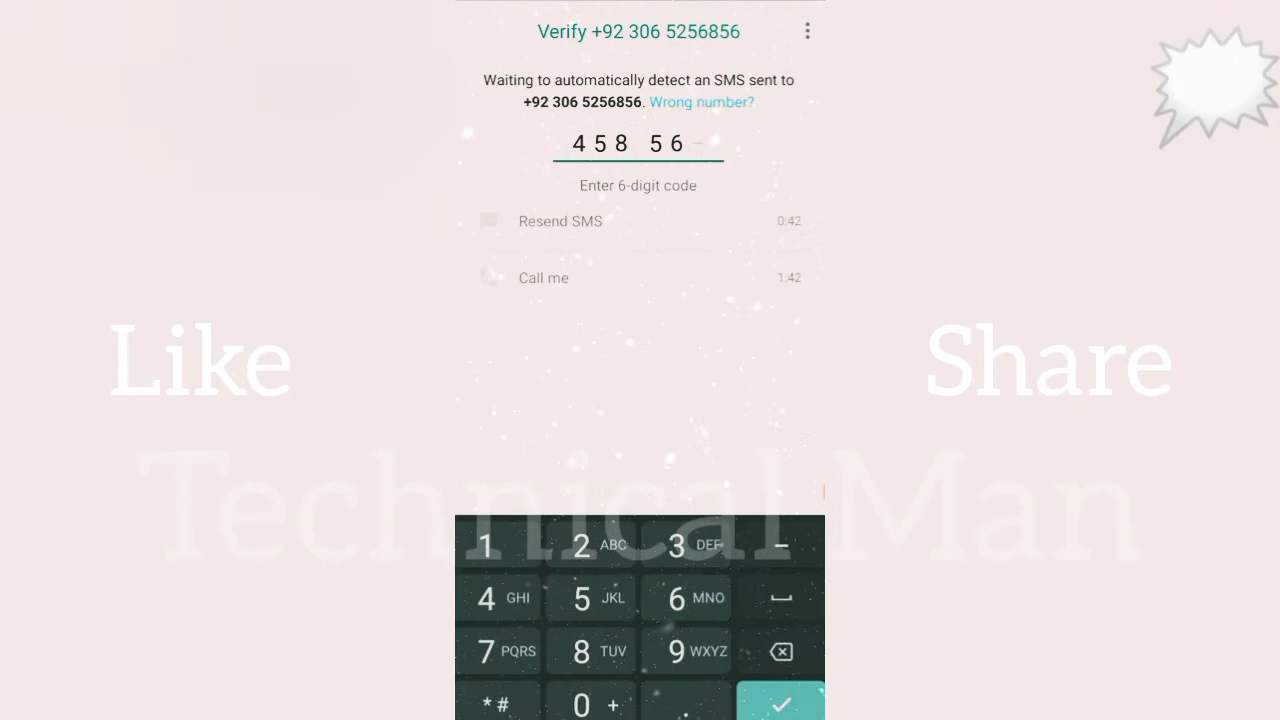 Verify +92 306 5256856
Waiting to automatically detect an SMS sent to
+92 306 5256856. Wrong number?
458 56–
Enter 6-digit code
Resend SMS 0:42
Call me 1:42
Like Share
Technical Man
1 2 ABC 3 DEF –
4 GHI 5 JKL 6 MNO
7 PQRS 8 TUV 9 WXYZ
*# 0 + .